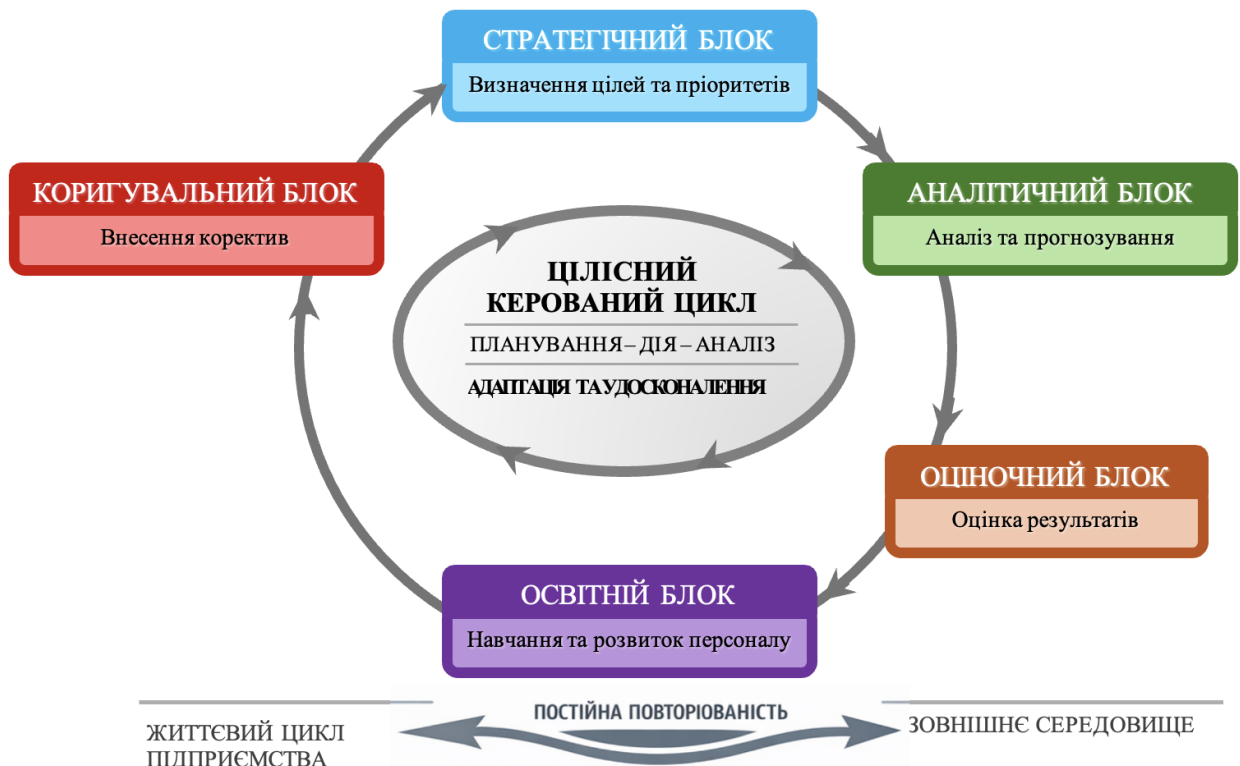 СТРАТЕГІЧНИЙ БЛОК
Визначення цілей та пріоритетів
КОРИГУВАЛЬНИЙ БЛОК
Внесення коректив
АНАЛІТИЧНИЙ БЛОК
Аналіз та прогнозування
ЦІЛІСНИЙ
КЕРОВАНИЙ ЦИКЛ
ПЛАНУВАННЯ – ДІЯ – АНАЛІЗ
АДАПТАЦІЯ ТА УДОСКОНАЛЕННЯ
ОЦІНОЧНИЙ БЛОК
Оцінка результатів
ОСВІТНІЙ БЛОК
Навчання та розвиток персоналу
ЖИТТЄВИЙ ЦИКЛ
ПІДПРИЄМСТВА
ПОСТІЙНА ПОВТОРІОВАНІСТЬ
ЗОВНІШНЄ СЕРЕДОВИЩЕ